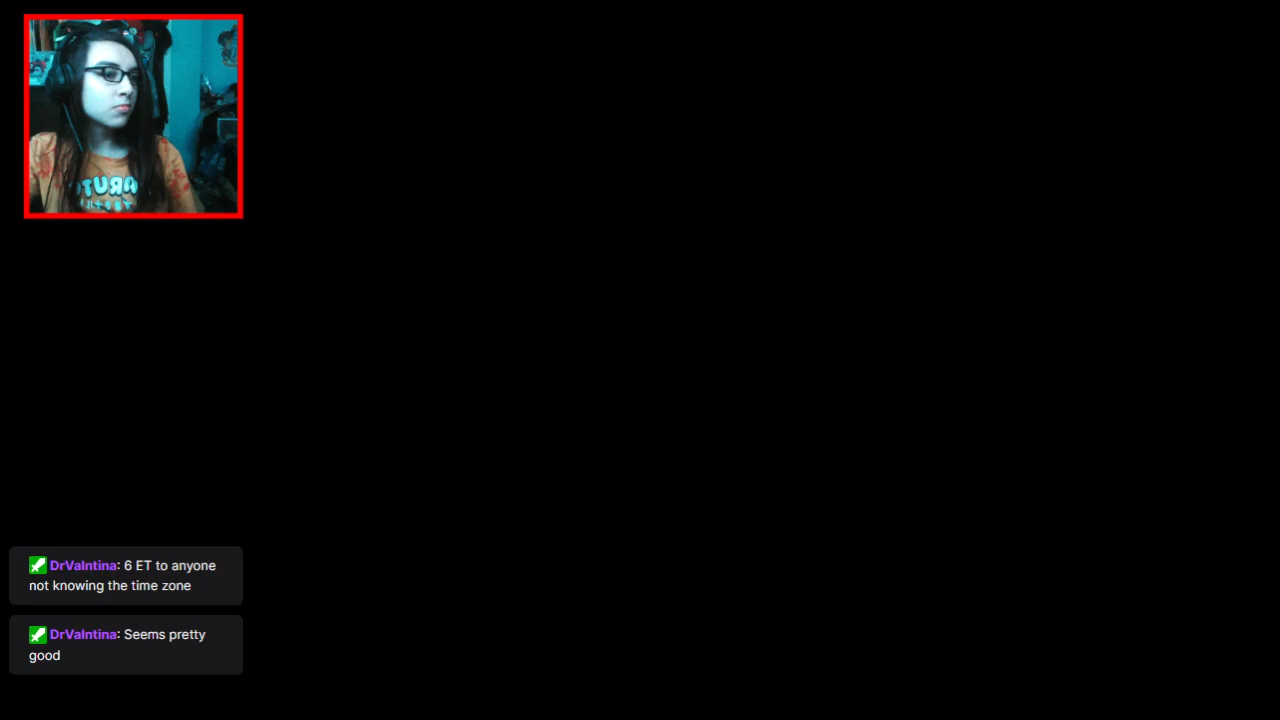 DrValntina: 6 ET to anyone
not knowing the time zone
DrValntina: Seems pretty
good